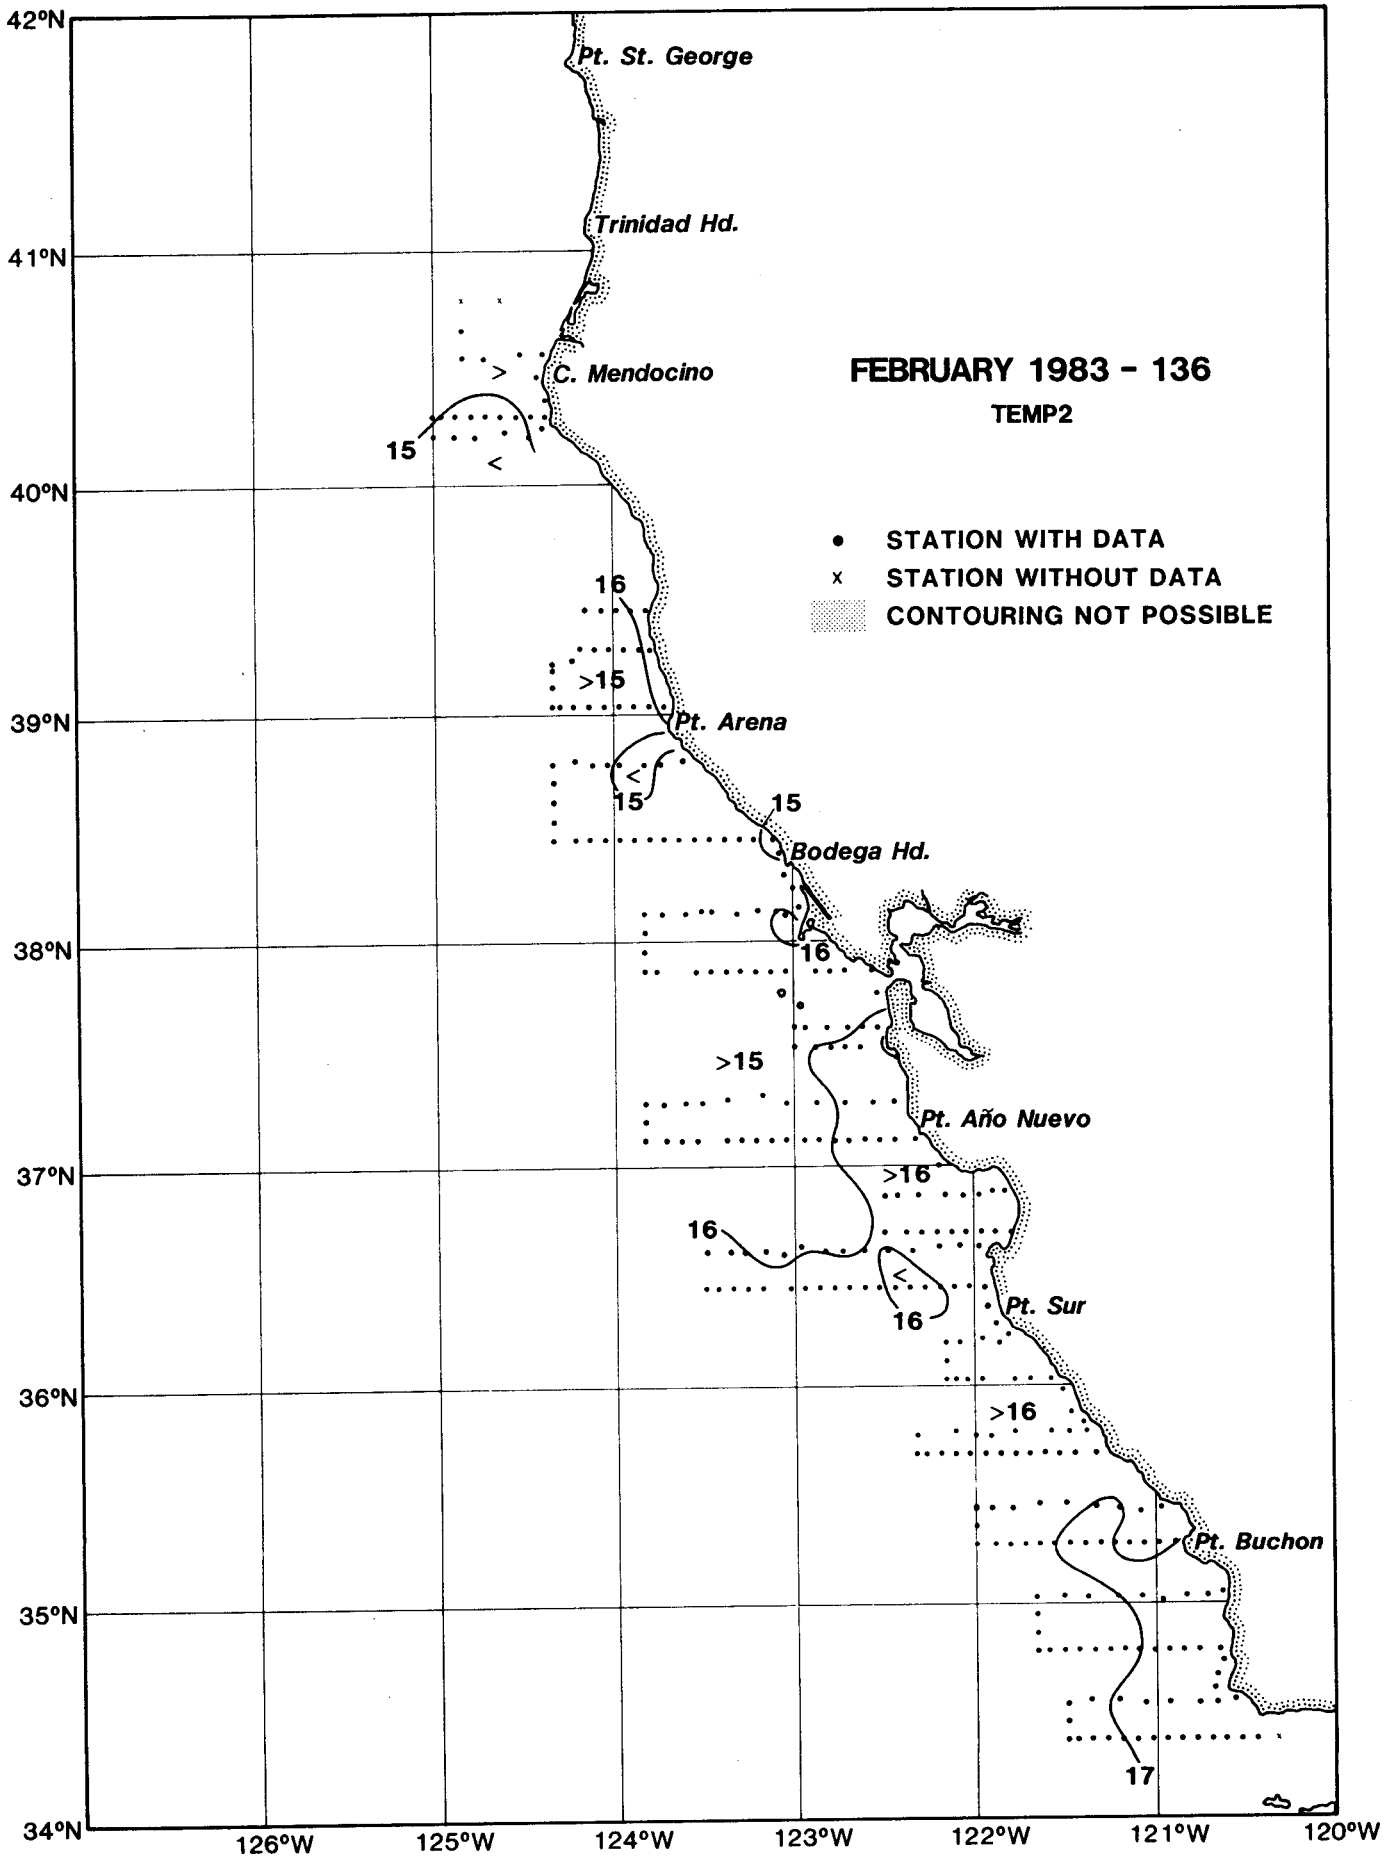 42°N
Pt. St. George
Trinidad Hd.
41°N
>
C. Mendocino
FEBRUARY 1983 - 136
TEMP2
15
<
40°N
• STATION WITH DATA
x STATION WITHOUT DATA
CONTOURING NOT POSSIBLE
16
>15
39°N
Pt. Arena
<
15
15
Bodega Hd.
38°N
16
>15
Pt. Año Nuevo
37°N
>16
16
<
16
Pt. Sur
36°N
>16
Pt. Buchon
35°N
17
34°N
126°W 125°W 124°W 123°W 122°W 121°W 120°W